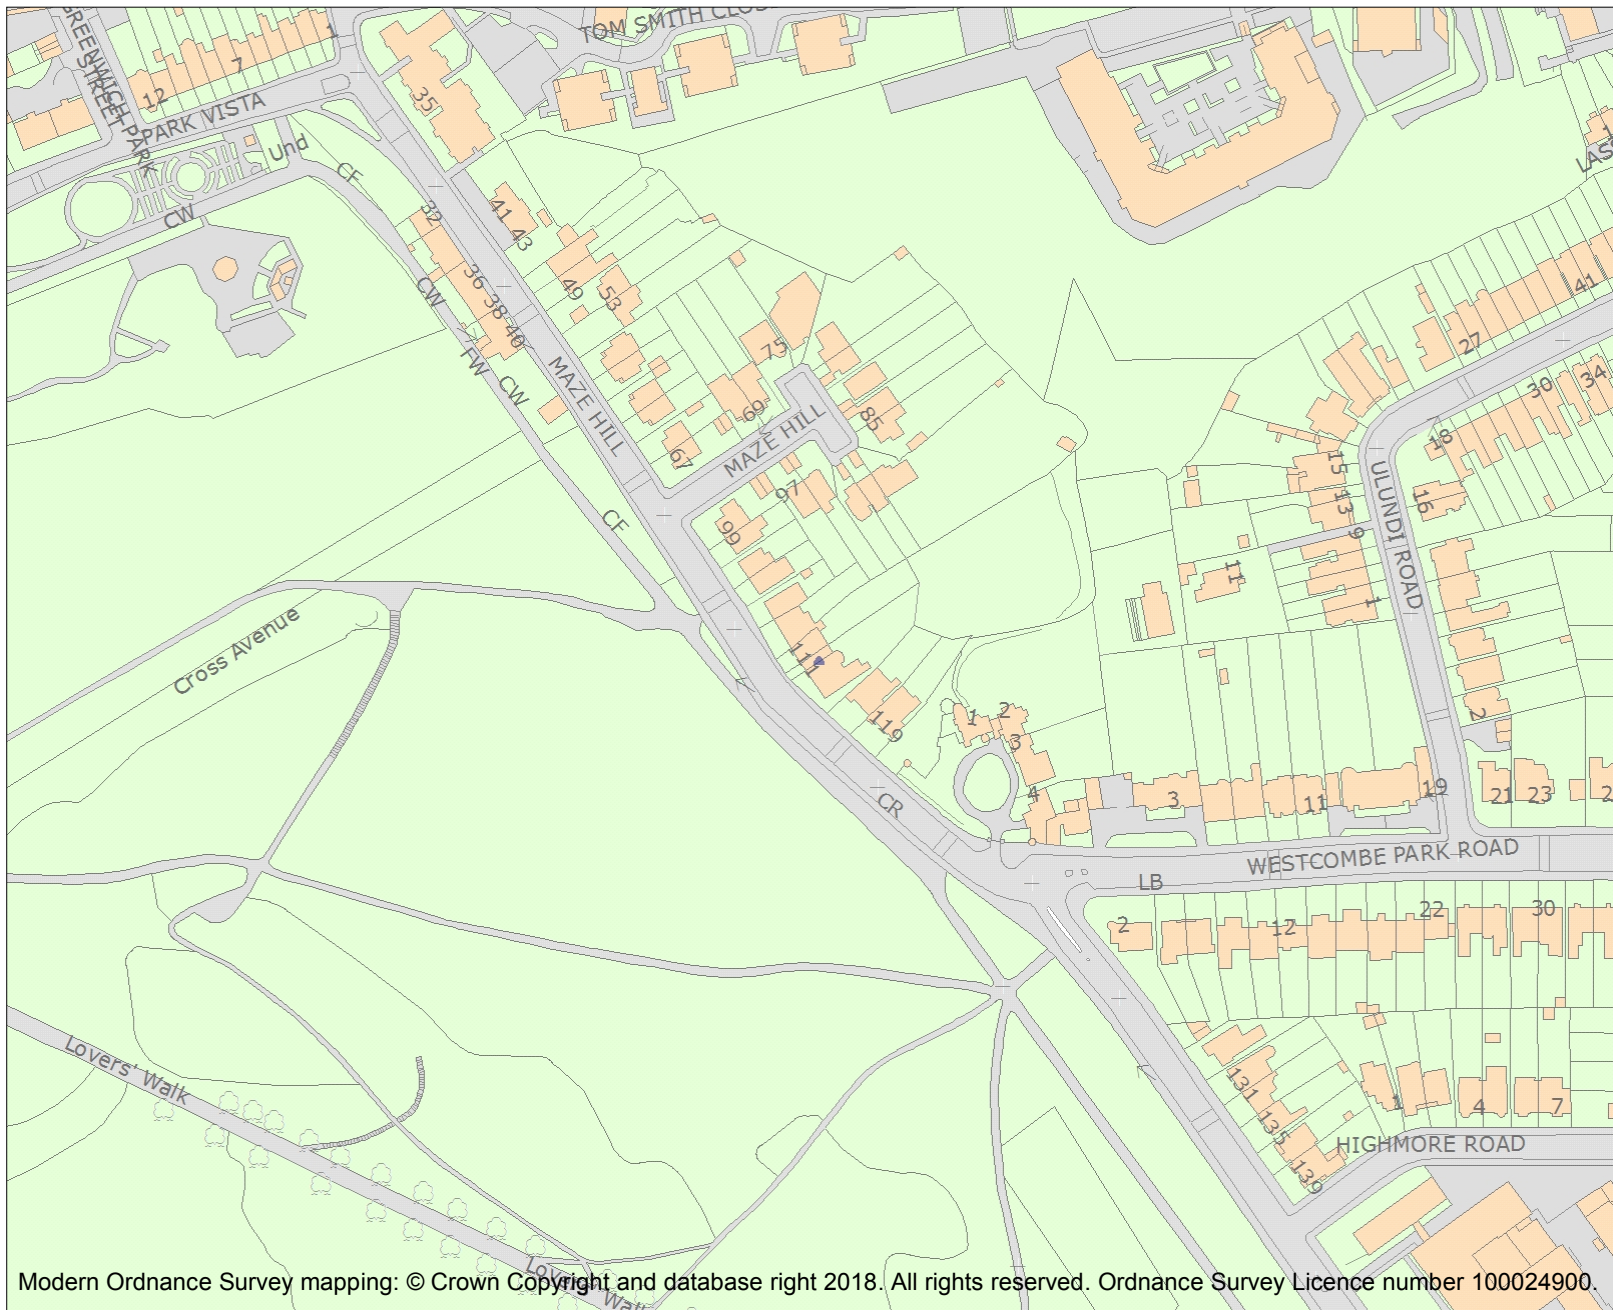 GREENWICH PARK
STREET
1
7
12
PARK VISTA
TOM SMITH CLOSE
35
Und
CF
CW
32
41
43
36
38
40
49
53
CW
FW
CW
MAZE HILL
75
69
MAZE HILL
85
67
97
99
CF
Cross Avenue
111
119
CR
1
2
3
4
41
27
34
30
18
15
13
9
16
ULUNDI ROAD
11
1
2
3
11
19
21
23
WESTCOMBE PARK ROAD
LB
2
12
22
30
131
135
139
1
4
7
HIGHMORE ROAD
Lovers' Walk
Lovers' Walk
Modern Ordnance Survey mapping: © Crown Copyright and database right 2018. All rights reserved. Ordnance Survey Licence number 100024900.